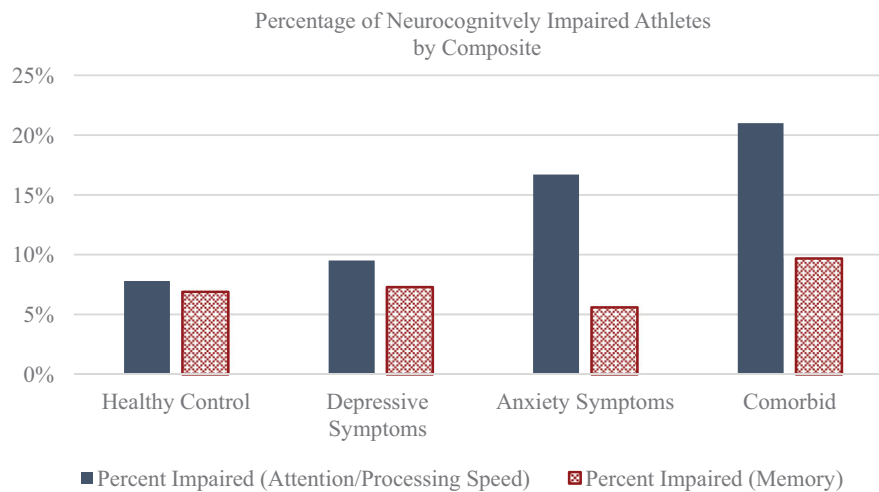 Percentage of Neurocognitvely Impaired Athletes
by Composite
25%
20%
15%
10%
5%
0%
Healthy Control
Depressive
Symptoms
Anxiety Symptoms
Comorbid
Percent Impaired (Attention/Processing Speed)
Percent Impaired (Memory)